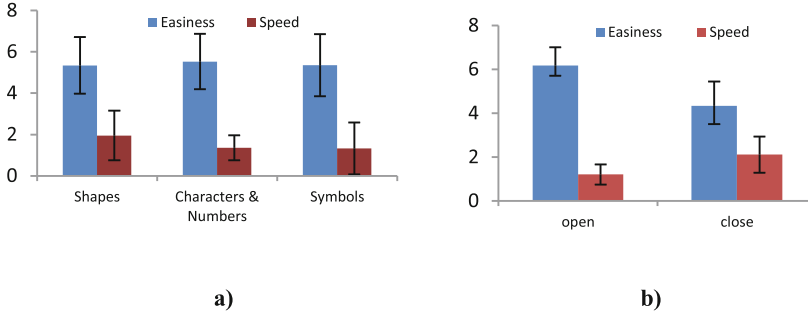 8
6
4
2
0
Easiness Speed
Shapes Characters & Symbols
Numbers
a)
8
6
4
2
0
Easiness Speed
open close
b)